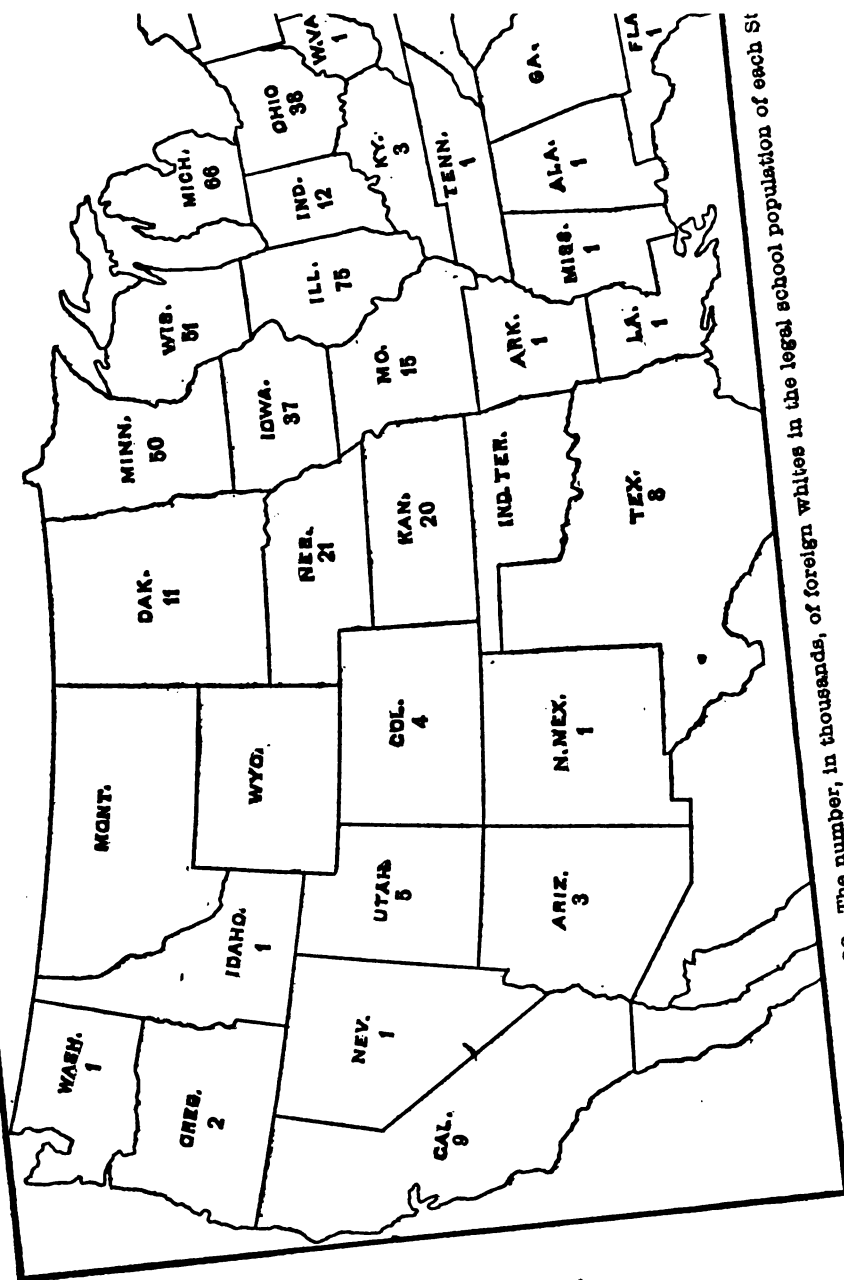 WASH.
1
OREG.
2
CAL.
9
NEV.
1
IDAHO.
1
MONT.
WYO.
UTAH.
5
ARIZ.
3
COL.
4
N.MEX.
1
DAK.
11
NEB.
21
KAN.
20
IND.TER.
TEX.
8
MINN.
50
IOWA.
37
MO.
15
ARK.
1
LA.
1
WIS.
51
ILL.
75
MICH.
66
IND.
12
OHIO
38
KY.
3
TENN.
1
MISS.
1
ALA.
1
GA.
W.VA
1
FLA
1
The number, in thousands, of foreign whites in the legal school population of each St